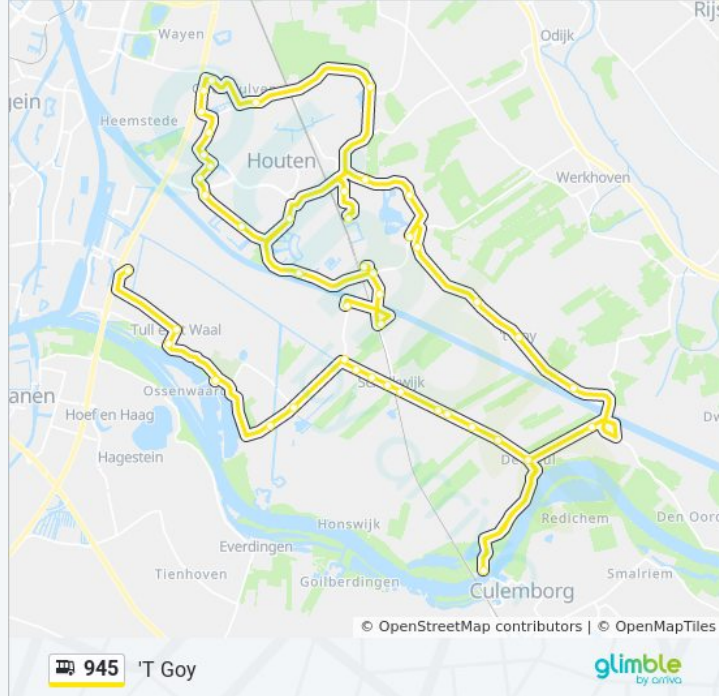 Rijs
Wayen
Odijk
gein
Heemstede
Houten
Werkhoven
Tull en 't Waal
Ossenwaard
anen
Hoef en Haag
Hagestein
Honswijk
Redichem
Den Oord
Everdingen
Tienhoven
Goilberdingen
Smalriem
Culemborg
© OpenStreetMap contributors | © OpenMapTiles
945 'T Goy
glimble
by arriva